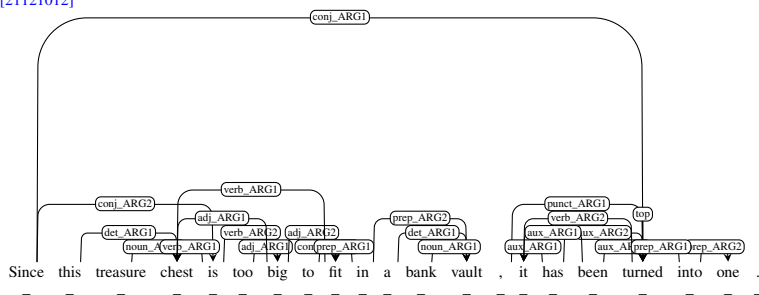 [21121012]
conj_ARG1
verb_ARG1
conj_ARG2 punct_ARG1
adj_ARG1 prep_ARG2 verb_ARG2 top
det_ARG1 verb_ARG2 adj_ARG2 det_ARG1 aux_ARG1 aux_ARG2
verb_ARG1 adj_ARG1 prep_ARG1 noun_ARG1 aux_ARG1 prep_ARG1
Since this treasure chest is too big to fit in a bank vault , it has been turned into one .